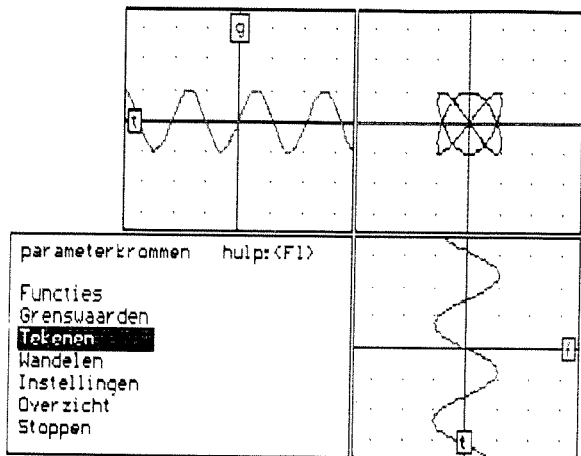 g
t
parameterkrommen hulp:<F1>
Functies
Grenswaarden
Tekenen
Wandelen
Instellingen
Overzicht
Stoppen
f
t